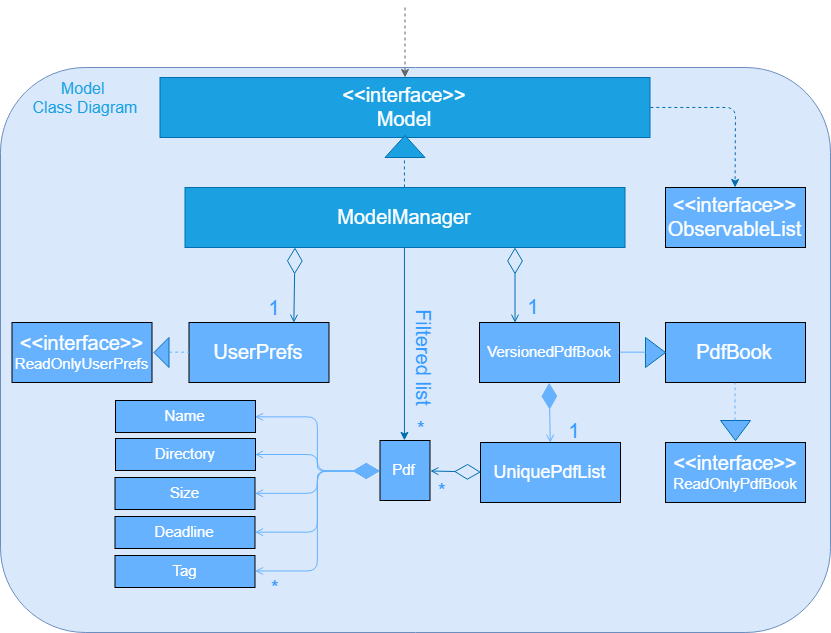 Model
Class Diagram
<<interface>>
Model
ModelManager
<<interface>>
ObservableList
1
1
Filtered list
*
<<interface>>
ReadOnlyUserPrefs
UserPrefs
VersionedPdfBook
PdfBook
Name
Directory
Size
Deadline
Tag
*
Pdf
*
1
UniquePdfList
<<interface>>
ReadOnlyPdfBook